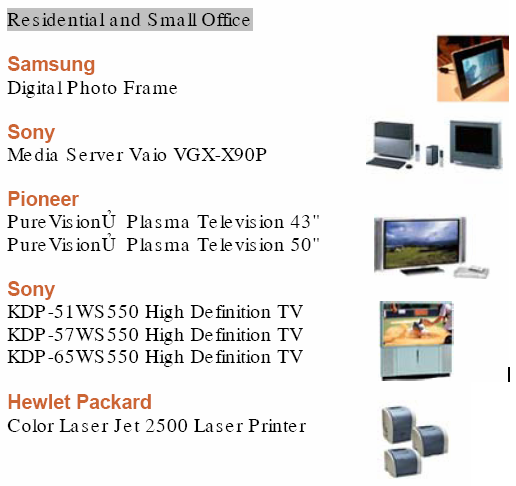 Residential and Small Office
Samsung
Digital Photo Frame
Sony
Media Server Vaio VGX-X90P
Pioneer
PureVisionỦ Plasma Television 43"
PureVisionỦ Plasma Television 50"
Sony
KDP-51WS550 High Definition TV
KDP-57WS550 High Definition TV
KDP-65WS550 High Definition TV
Hewlet Packard
Color Laser Jet 2500 Laser Printer